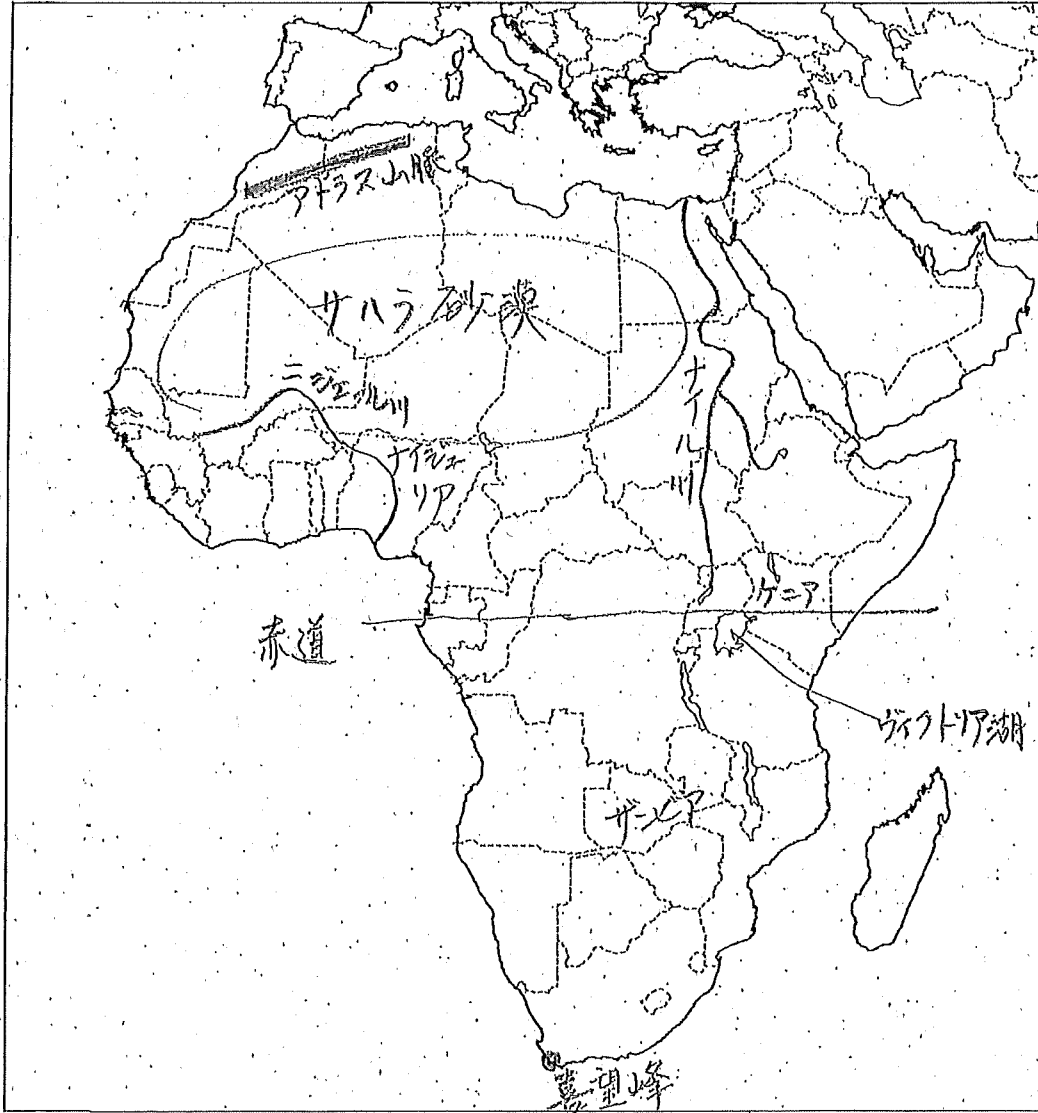 アトラス山脈
サハラ砂漠
ニジェール川
ナイル川
ナイジェ
リア
ケニア
赤道
ヴィクトリア湖
ザンビア
喜望峰